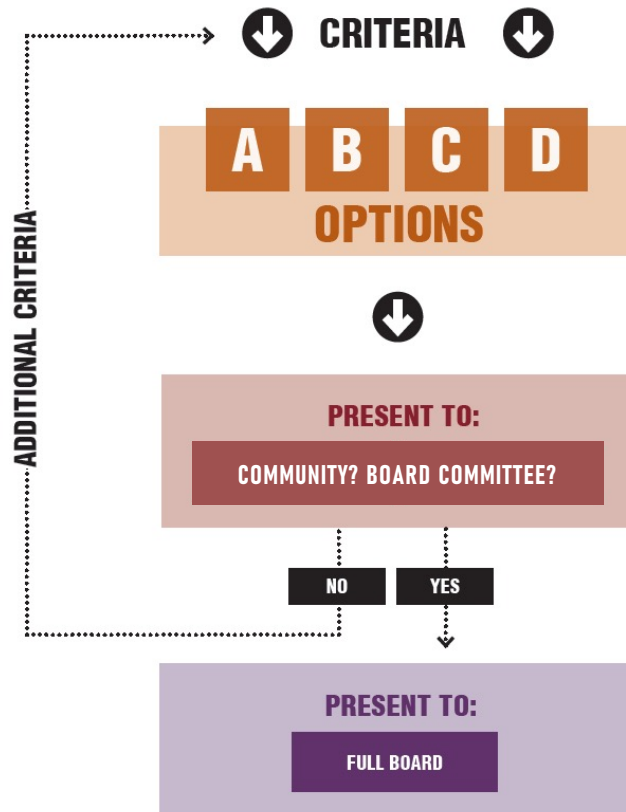 CRITERIA
A B C D
OPTIONS
ADDITIONAL CRITERIA
PRESENT TO:
COMMUNITY? BOARD COMMITTEE?
NO YES
PRESENT TO:
FULL BOARD